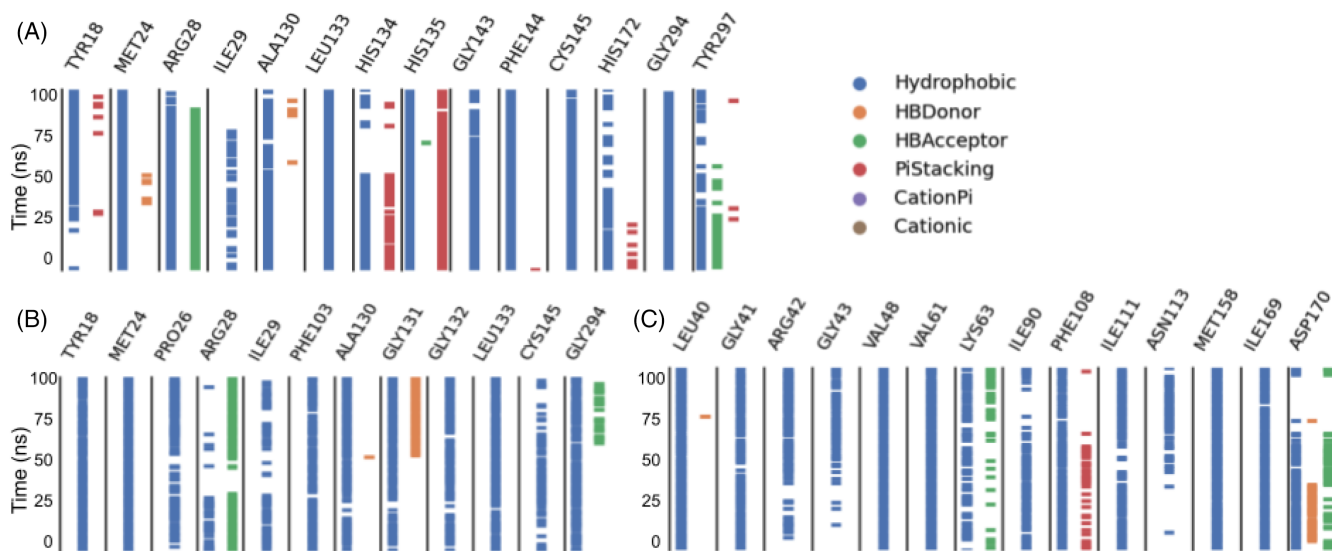 (A)
TYR18 MET24 ARG28 ILE29 ALA130 LEU133 HIS134 HIS135 GLY143 PHE144 CYS145 HIS172 GLY294 TYR297
100
75
50
25
0
Time (ns)
Hydrophobic
HBDonor
HBAcceptor
PiStacking
CationPi
Cationic
(B)
TYR18 MET24 PRO26 ARG28 ILE29 PHE103 ALA130 GLY131 GLY132 LEU133 CYS145 GLY294
100
75
50
25
0
Time (ns)
(C)
LEU40 GLY41 ARG42 GLY43 VAL48 VAL61 LYS63 ILE90 PHE108 ILE111 ASN113 MET158 ILE169 ASP170
100
75
50
25
0